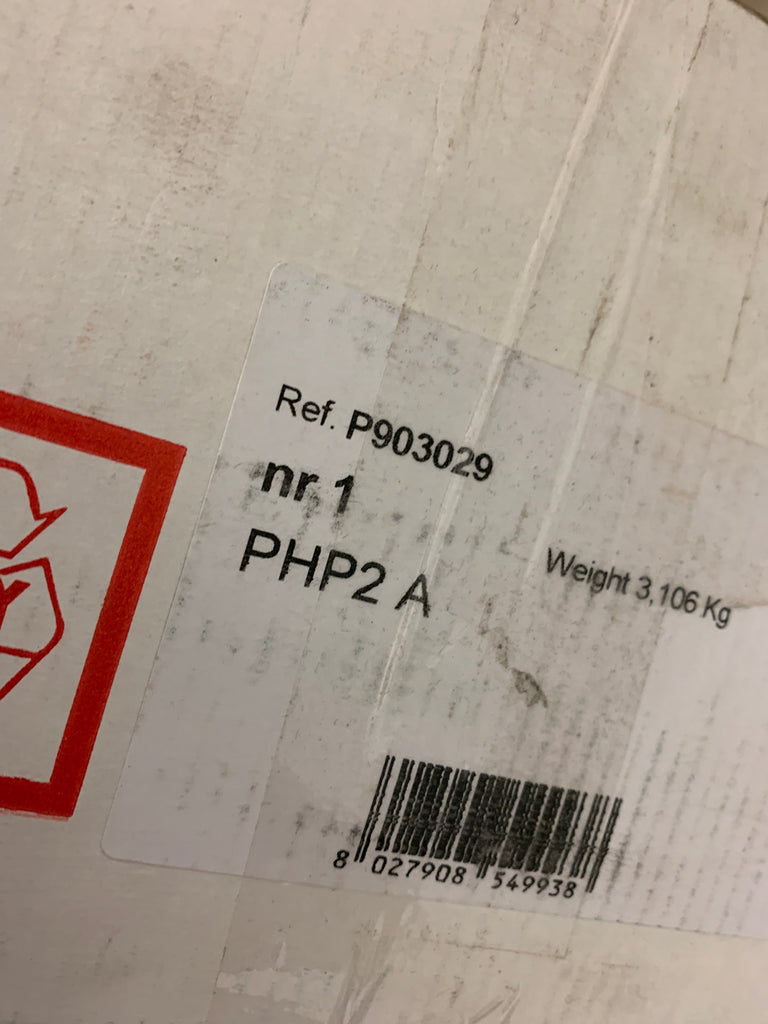 Ref. P903029
nr 1
PHP2 A
Weight 3,106 Kg
8 027908 549938